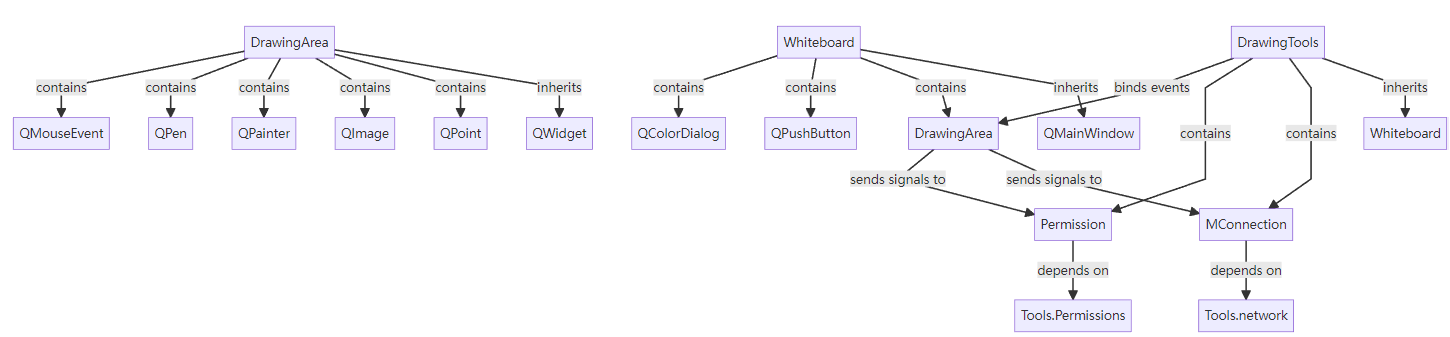 DrawingArea
Whiteboard
DrawingTools
contains
contains
contains
contains
contains
inherits
contains
contains
contains
inherits
binds events
inherits
QMouseEvent
QPen
QPainter
QImage
QPoint
QWidget
QColorDialog
QPushButton
DrawingArea
QMainWindow
contains
contains
Whiteboard
sends signals to
sends signals to
Permission
MConnection
depends on
depends on
Tools.Permissions
Tools.network